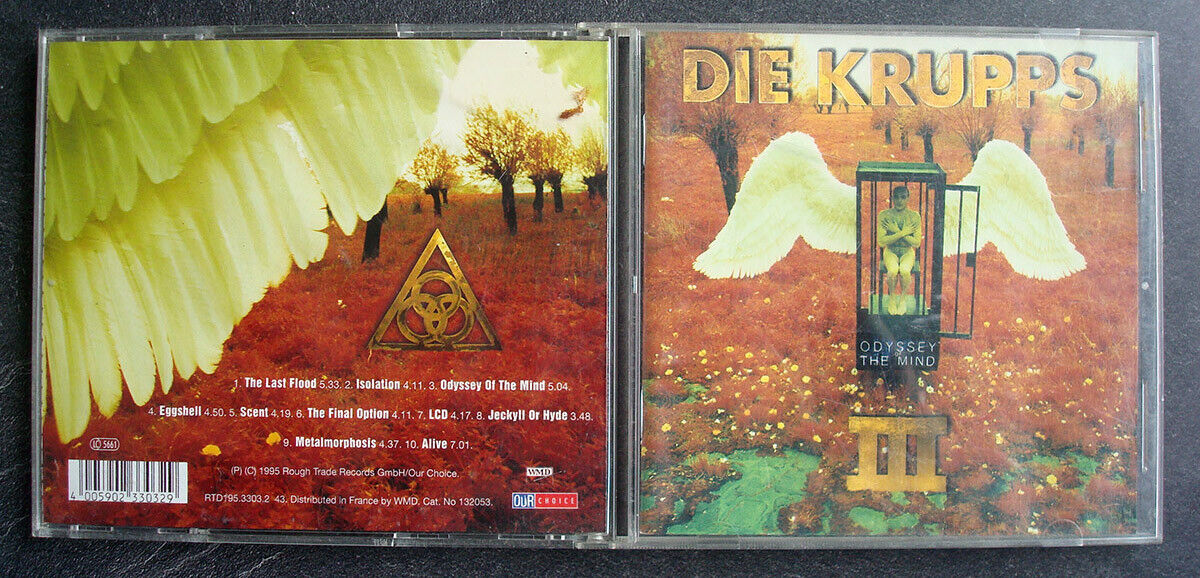 1. The Last Flood 5.33. 2. Isolation 4.11. 3. Odyssey Of The Mind 5.04.
4. Eggshell 4.50. 5. Scent 4.19. 6. The Final Option 4.11. 7. LCD 4.17. 8. Jeckyll Or Hyde 3.48.
9. Metalmorphosis 4.37. 10. Alive 7.01.
LC 5661
(P) (C) 1995 Rough Trade Records GmbH/Our Choice.
WMD
4 005902 330329
RTD195.3303.2 43. Distributed in France by WMD. Cat. No 132053.
OUR CHOICE
DIE KRUPPS
ODYSSEY
THE MIND
III